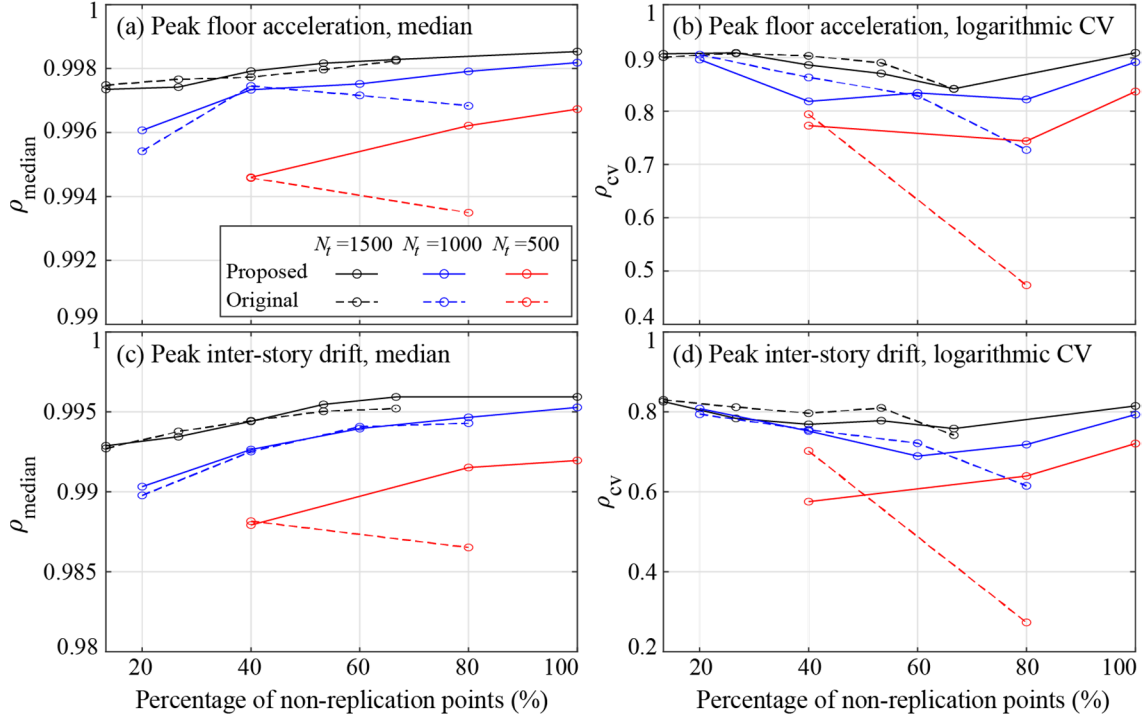 (a) Peak floor acceleration, median
1
0.998
0.996
0.994
0.992
0.99
ρmedian
Nt =1500 Nt =1000 Nt =500
Proposed
Original
(b) Peak floor acceleration, logarithmic CV
1
0.9
0.8
0.7
0.6
0.5
0.4
ρcv
(c) Peak inter-story drift, median
1
0.995
0.99
0.985
0.98
ρmedian
20 40 60 80 100
Percentage of non-replication points (%)
(d) Peak inter-story drift, logarithmic CV
1
0.8
0.6
0.4
0.2
ρcv
20 40 60 80 100
Percentage of non-replication points (%)